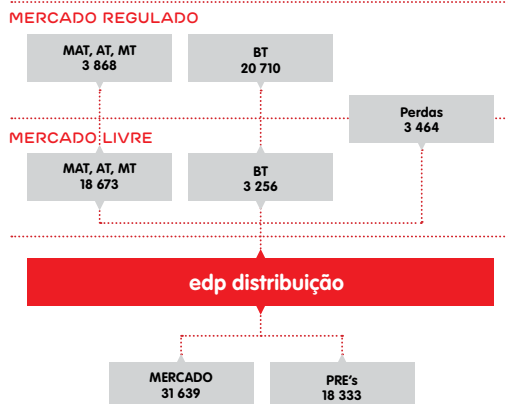 MERCADO REGULADO
MAT, AT, MT
3 868
BT
20 710
Perdas
3 464
MERCADO LIVRE
MAT, AT, MT
18 673
BT
3 256
edp distribuição
MERCADO
31 639
PRE's
18 333